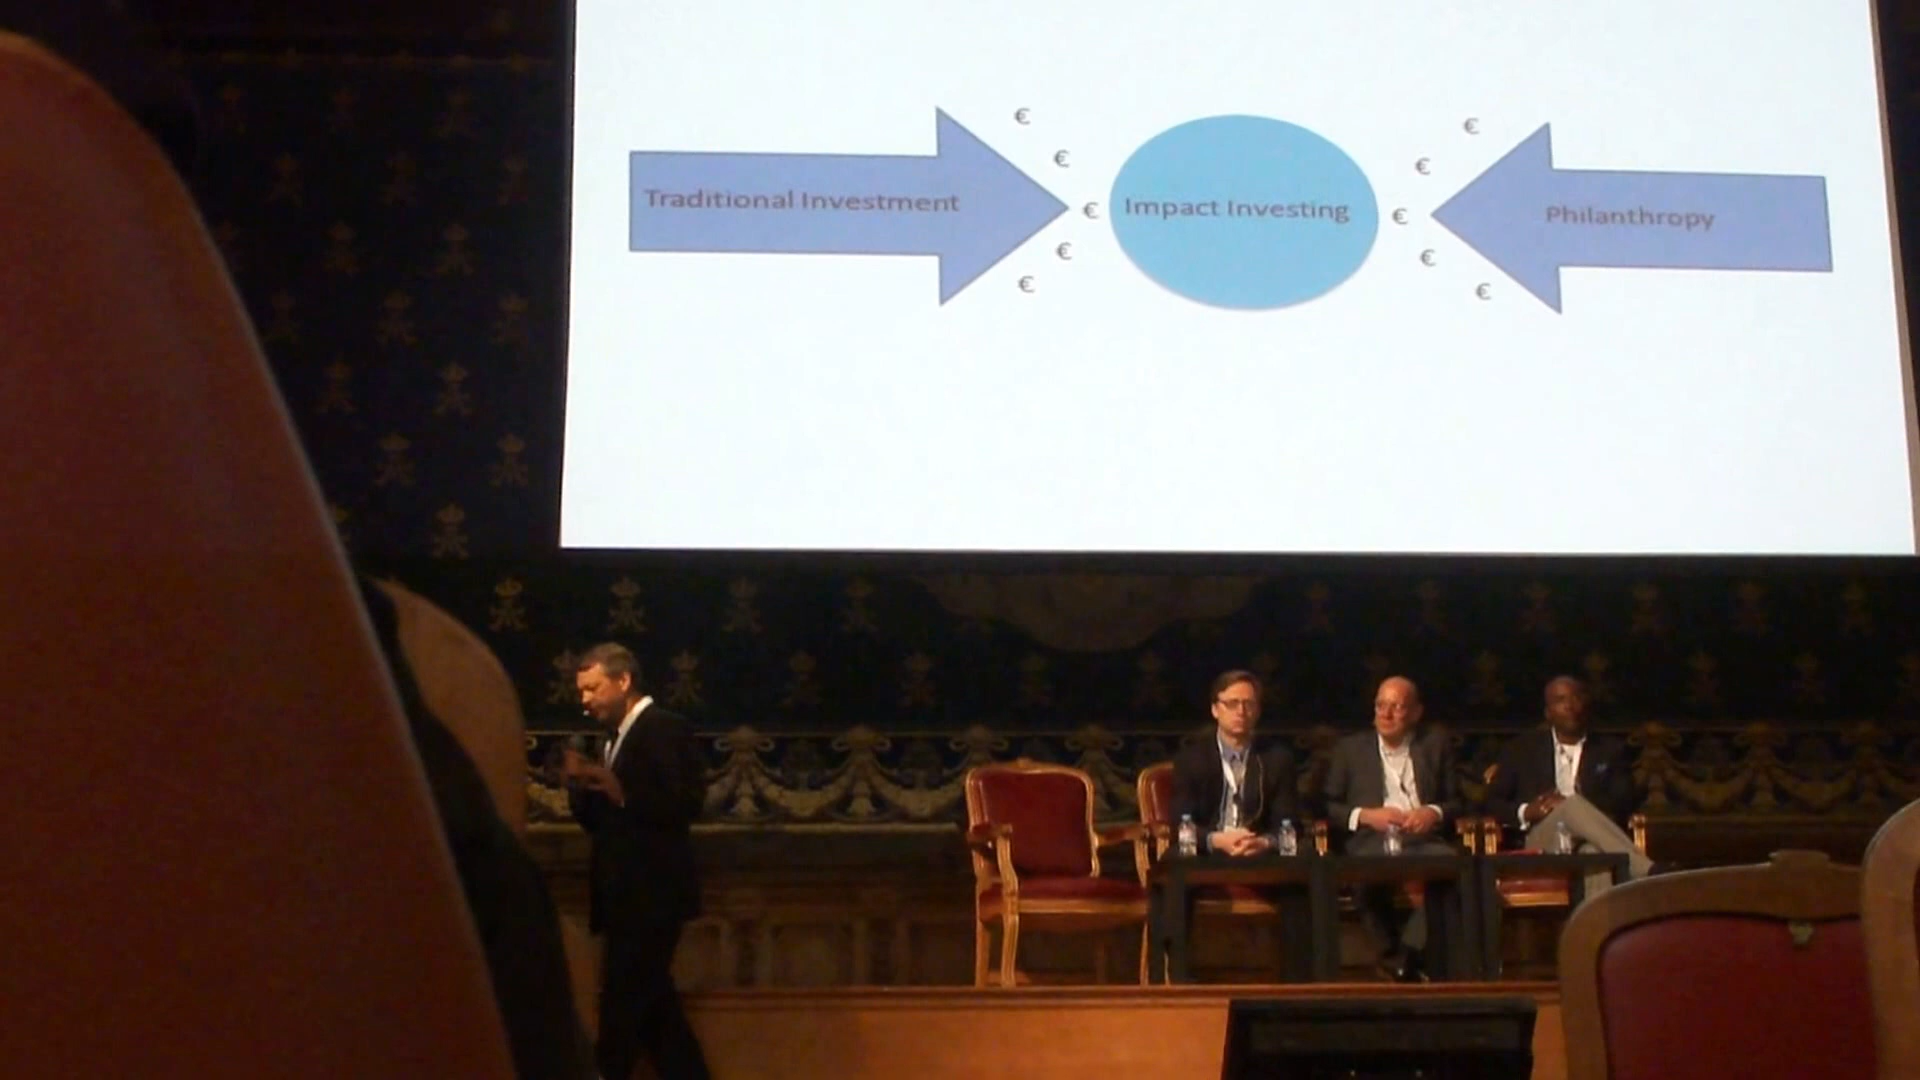 € €
€ €
Traditional Investment € Impact Investing € Philanthropy
€ €
€ €